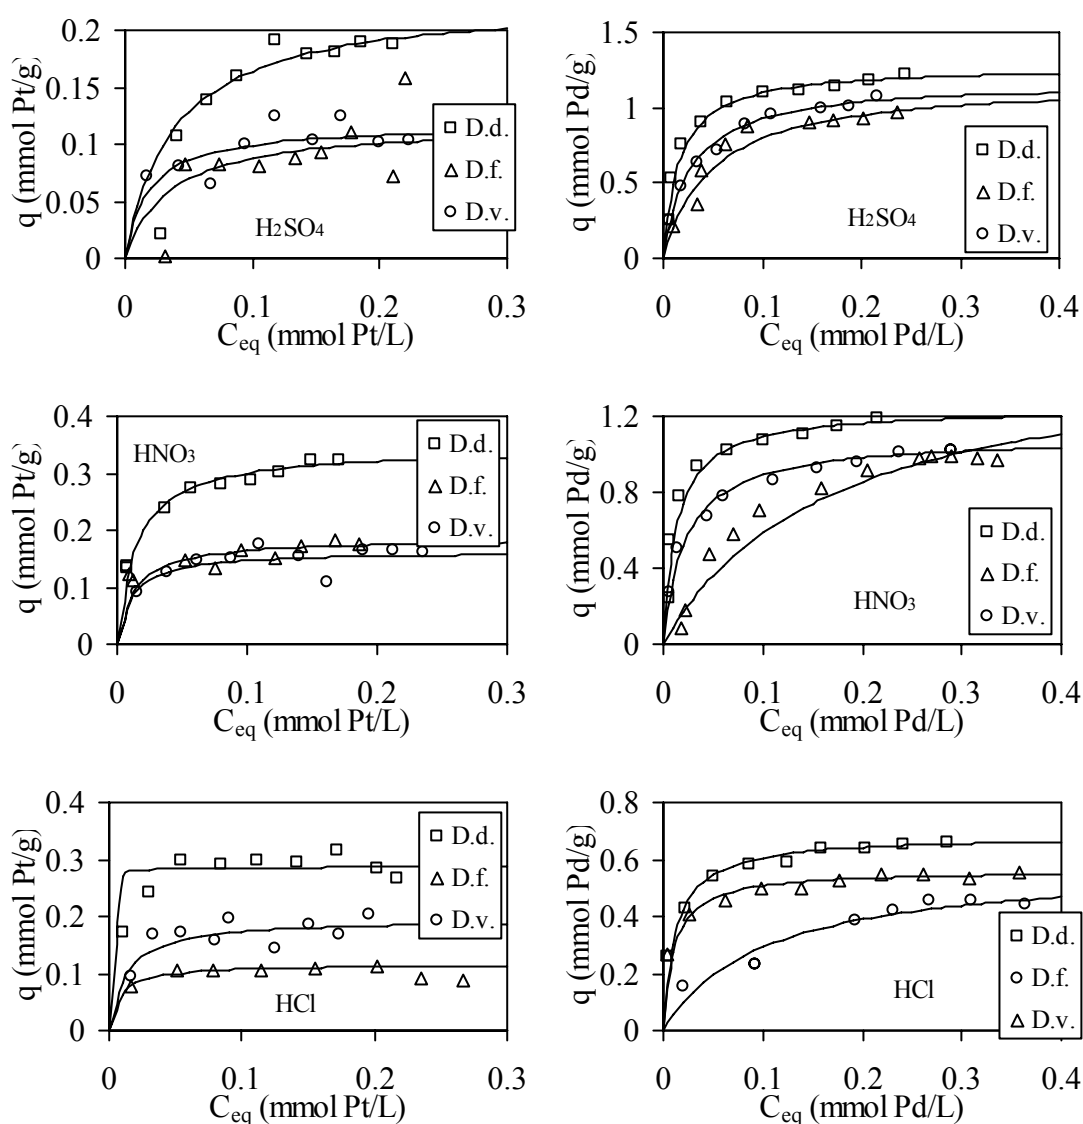 0.2
0.15
0.1
0.05
0
q (mmol Pt/g)
D.d.
D.f.
D.v.
H₂SO₄
0 0.1 0.2 0.3
Cₑq (mmol Pt/L)
1.5
1
0.5
0
q (mmol Pd/g)
D.d.
D.f.
D.v.
H₂SO₄
0 0.1 0.2 0.3 0.4
Cₑq (mmol Pd/L)
0.4
0.3
0.2
0.1
0
q (mmol Pt/g)
HNO₃
D.d.
D.f.
D.v.
0 0.1 0.2 0.3
Cₑq (mmol Pt/L)
1.2
0.8
0.4
0
q (mmol Pd/g)
D.d.
D.f.
D.v.
HNO₃
0 0.1 0.2 0.3 0.4
Cₑq (mmol Pd/L)
0.4
0.3
0.2
0.1
0
q (mmol Pt/g)
D.d.
D.f.
D.v.
HCl
0 0.1 0.2 0.3
Cₑq (mmol Pt/L)
0.8
0.6
0.4
0.2
0
q (mmol Pd/g)
D.d.
D.f.
D.v.
HCl
0 0.1 0.2 0.3 0.4
Cₑq (mmol Pd/L)